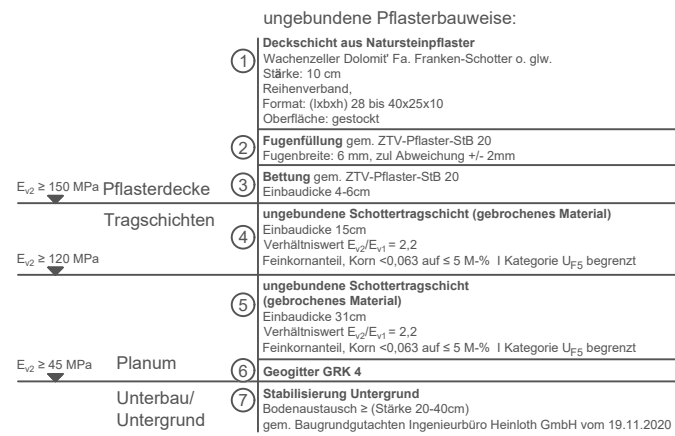 ungebundene Pflasterbauweise:
1 Deckschicht aus Natursteinpflaster
Wachenzeller Dolomit' Fa. Franken-Schotter o. glw.
Stärke: 10 cm
Reihenverband,
Format: (lxbxh) 28 bis 40x25x10
Oberfläche: gestockt
2 Fugenfüllung gem. ZTV-Pflaster-StB 20
Fugenbreite: 6 mm, zul Abweichung +/- 2mm
Ev2 ≥ 150 MPa Pflasterdecke 3 Bettung gem. ZTV-Pflaster-StB 20
Einbaudicke 4-6cm
Tragschichten 4 ungebundene Schottertragschicht (gebrochenes Material)
Einbaudicke 15cm
Verhältniswert Ev2/Ev1 = 2,2
Ev2 ≥ 120 MPa Feinkornanteil, Korn <0,063 auf ≤ 5 M-% I Kategorie UF5 begrenzt
5 ungebundene Schottertragschicht
(gebrochenes Material)
Einbaudicke 31cm
Verhältniswert Ev2/Ev1 = 2,2
Feinkornanteil, Korn <0,063 auf ≤ 5 M-% I Kategorie UF5 begrenzt
Ev2 ≥ 45 MPa Planum 6 Geogitter GRK 4
Unterbau/ 7 Stabilisierung Untergrund
Untergrund Bodenaustausch ≥ (Stärke 20-40cm)
gem. Baugrundgutachten Ingenieurbüro Heinloth GmbH vom 19.11.2020